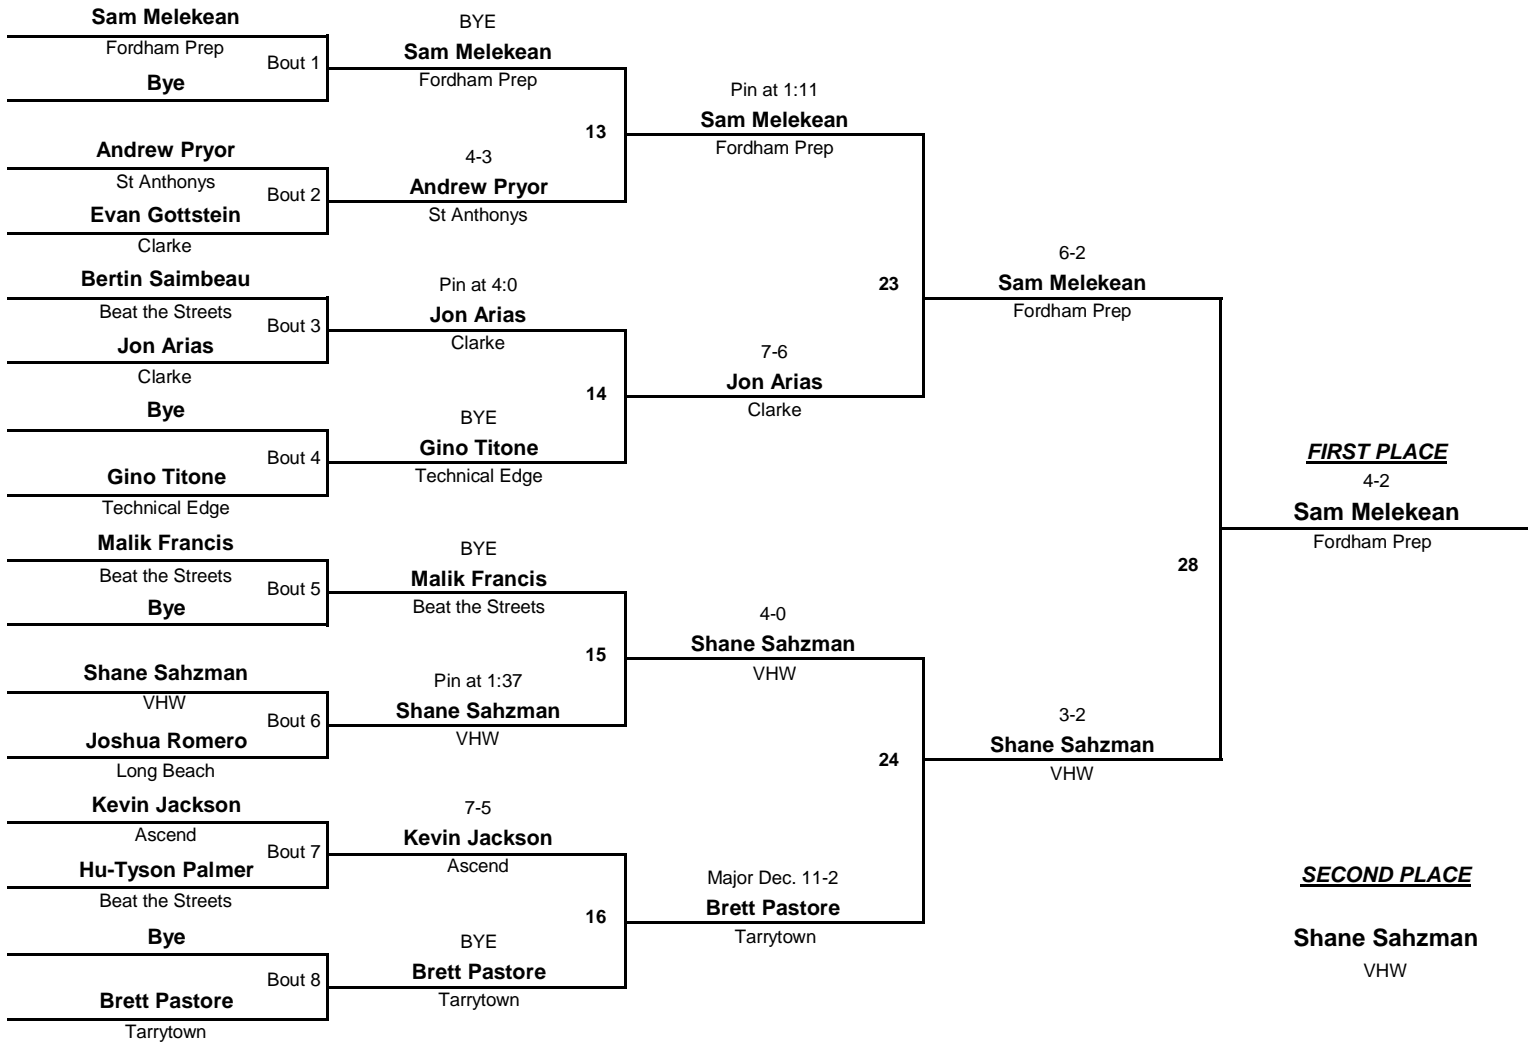 Sam Melekean
Fordham Prep
Bout 1
Bye
Andrew Pryor
St Anthonys
Bout 2
Evan Gottstein
Clarke
Bertin Saimbeau
Beat the Streets
Bout 3
Jon Arias
Clarke
Bye
Bout 4
Gino Titone
Technical Edge
Malik Francis
Beat the Streets
Bout 5
Bye
Shane Sahzman
VHW
Bout 6
Joshua Romero
Long Beach
Kevin Jackson
Ascend
Bout 7
Hu-Tyson Palmer
Beat the Streets
Bye
Bout 8
Brett Pastore
Tarrytown
BYE
Sam Melekean
Fordham Prep
13
4-3
Andrew Pryor
St Anthonys
Pin at 4:0
Jon Arias
Clarke
14
BYE
Gino Titone
Technical Edge
BYE
Malik Francis
Beat the Streets
15
Pin at 1:37
Shane Sahzman
VHW
7-5
Kevin Jackson
Ascend
16
BYE
Brett Pastore
Tarrytown
Pin at 1:11
Sam Melekean
Fordham Prep
23
7-6
Jon Arias
Clarke
4-0
Shane Sahzman
VHW
24
Major Dec. 11-2
Brett Pastore
Tarrytown
6-2
Sam Melekean
Fordham Prep
28
3-2
Shane Sahzman
VHW
FIRST PLACE
4-2
Sam Melekean
Fordham Prep
SECOND PLACE
Shane Sahzman
VHW